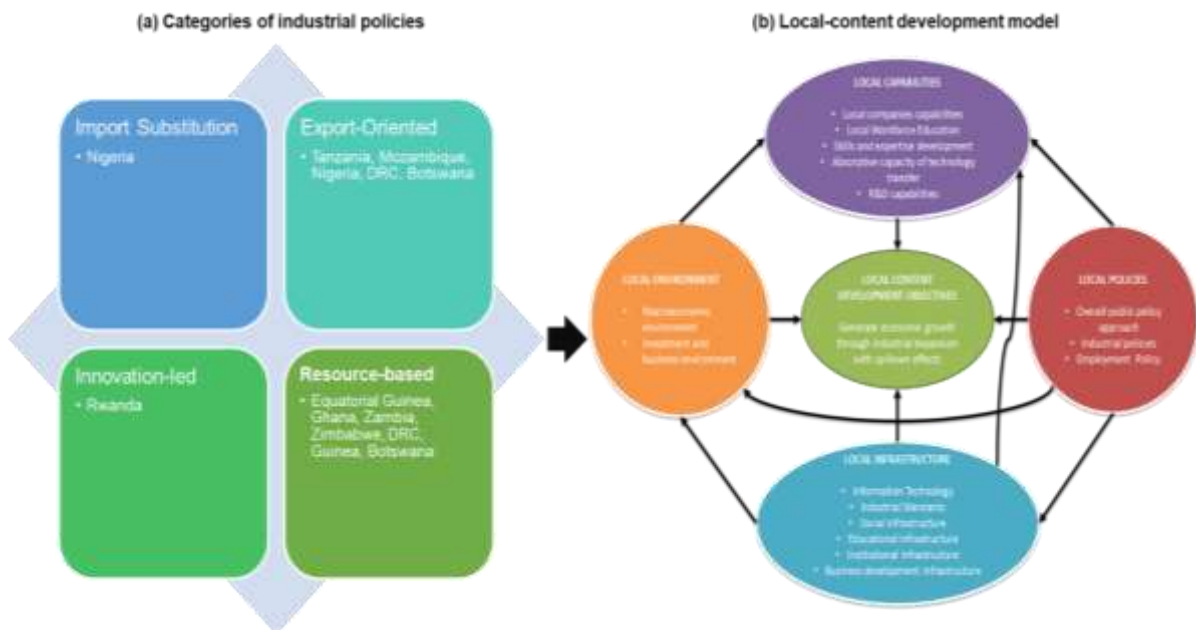 (a) Categories of industrial policies
Import Substitution
• Nigeria
Export-Oriented
• Tanzania, Mozambique,
Nigeria, DRC, Botswana
Innovation-led
• Rwanda
Resource-based
• Equatorial Guinea,
Ghana, Zambia,
Zimbabwe, DRC,
Guinea, Botswana
(b) Local-content development model
LOCAL CAPABILITIES
• Local companies capabilities
• Local Workforce Education
• Skills and expertise development
• Absorptive capacity of technology
transfer
• R&D capabilities
LOCAL ENVIRONMENT
• Macroeconomic
environment
• Investment and
business environment
LOCAL CONTENT
DEVELOPMENT OBJECTIVES
Generate economic growth
through industrial expansion
with spillover effects
LOCAL POLICIES
• Overall public policy
approach
• Industrial polices
• Employment Policy
LOCAL INFRASTRUCTURE
• Information Technology
• Industrial
• Social Infrastructure
• Educational Infrastructure
• Institutional Infrastructure
• Business development Infrastructure